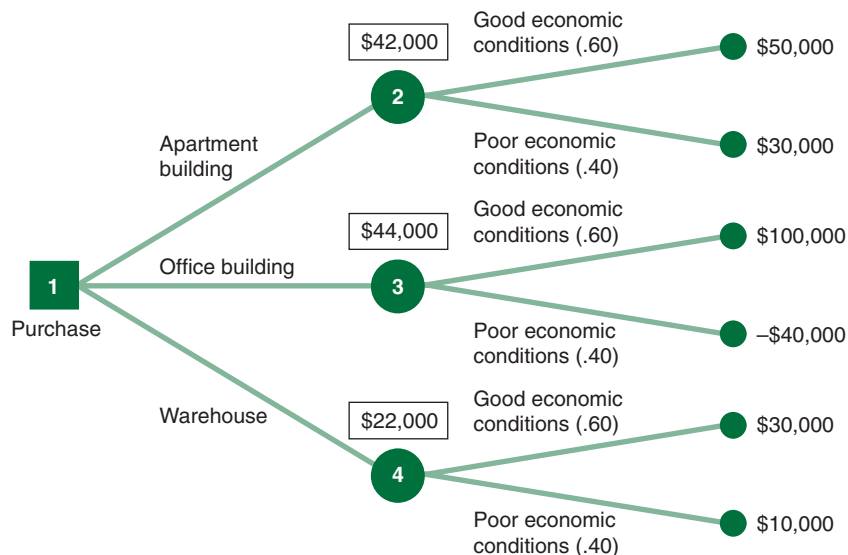 Good economic
conditions (.60)
$42,000
$50,000
2
Apartment
building
Poor economic
conditions (.40)
$30,000
Good economic
conditions (.60)
$44,000
$100,000
Office building
1
3
Purchase
Poor economic
conditions (.40)
–$40,000
Good economic
conditions (.60)
Warehouse
$22,000
$30,000
4
Poor economic
conditions (.40)
$10,000